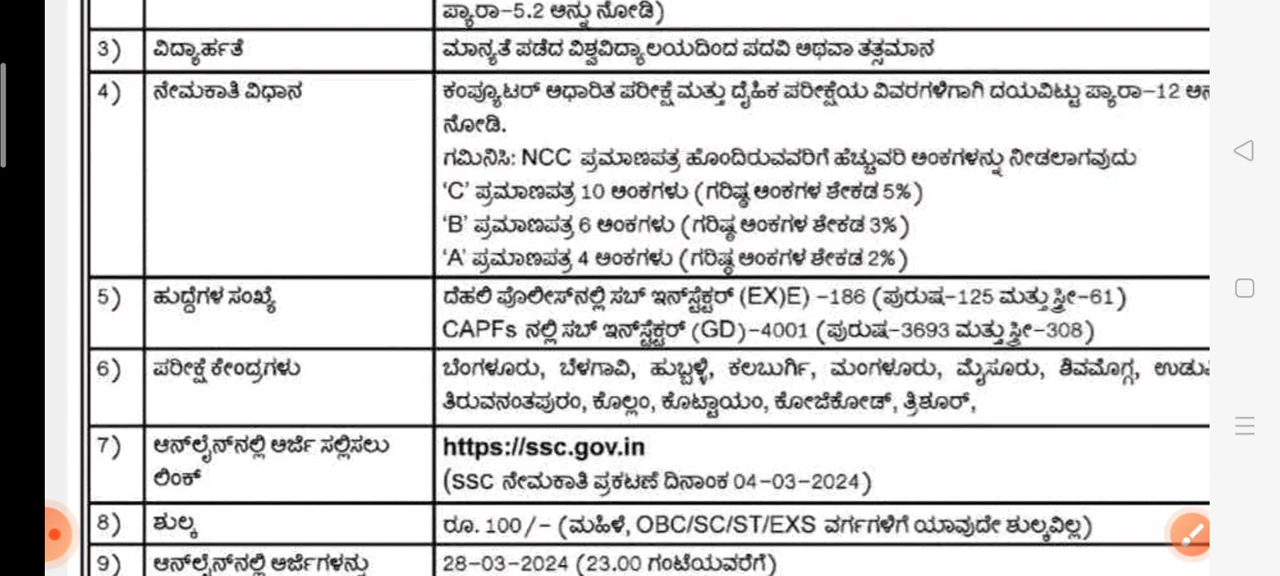 ಪ್ಯಾರಾ-5.2 ಅನ್ನು ನೋಡಿ)
3) ವಿದ್ಯಾರ್ಹತೆ ಮಾನ್ಯತೆ ಪಡೆದ ವಿಶ್ವವಿದ್ಯಾಲಯದಿಂದ ಪದವಿ ಅಥವಾ ತತ್ಸಮಾನ
4) ನೇಮಕಾತಿ ವಿಧಾನ ಕಂಪ್ಯೂಟರ್ ಆಧಾರಿತ ಪರೀಕ್ಷೆ ಮತ್ತು ದೈಹಿಕ ಪರೀಕ್ಷೆಯ ವಿವರಗಳಿಗಾಗಿ ದಯವಿಟ್ಟು ಪ್ಯಾರಾ-12
ನೋಡಿ.
ಗಮಿನಿಸಿ: NCC ಪ್ರಮಾಣಪತ್ರ ಹೊಂದಿರುವವರಿಗೆ ಹೆಚ್ಚುವರಿ ಅಂಕಗಳನ್ನು ನೀಡಲಾಗವುದು
'C' ಪ್ರಮಾಣಪತ್ರ 10 ಅಂಕಗಳು (ಗರಿಷ್ಠ ಅಂಕಗಳ ಶೇಕಡ 5%)
'B' ಪ್ರಮಾಣಪತ್ರ 6 ಅಂಕಗಳು (ಗರಿಷ್ಠ ಅಂಕಗಳ ಶೇಕಡ 3%)
'A' ಪ್ರಮಾಣಪತ್ರ 4 ಅಂಕಗಳು (ಗರಿಷ್ಠ ಅಂಕಗಳ ಶೇಕಡ 2%)
5) ಹುದ್ದೆಗಳ ಸಂಖ್ಯೆ ದೆಹಲಿ ಪೊಲೀಸ್‌ನಲ್ಲಿ ಸಬ್ ಇನ್‌ಸ್ಪೆಕ್ಟರ್ (EX)E) -186 (ಪುರುಷ-125 ಮತ್ತು ಸ್ತ್ರೀ-61)
CAPFs ನಲ್ಲಿ ಸಬ್ ಇನ್‌ಸ್ಪೆಕ್ಟರ್ (GD)-4001 (ಪುರುಷ-3693 ಮತ್ತು ಸ್ತ್ರೀ-308)
6) ಪರೀಕ್ಷೆ ಕೇಂದ್ರಗಳು ಬೆಂಗಳೂರು, ಬೆಳಗಾವಿ, ಹುಬ್ಬಳ್ಳಿ, ಕಲಬುರ್ಗಿ, ಮಂಗಳೂರು, ಮೈಸೂರು, ಶಿವಮೊಗ್ಗ,
ತಿರುವನಂತಪುರಂ, ಕೊಲ್ಲಂ, ಕೊಟ್ಟಾಯಂ, ಕೋಜಿಕೋಡ್, ತ್ರಿಶೂರ್,
7) ಆನ್‌ಲೈನ್‌ನಲ್ಲಿ ಅರ್ಜಿ ಸಲ್ಲಿಸಲು https://ssc.gov.in
ಲಿಂಕ್ (SSC ನೇಮಕಾತಿ ಪ್ರಕಟಣೆ ದಿನಾಂಕ 04-03-2024)
8) ಶುಲ್ಕ ರೂ. 100/- (ಮಹಿಳೆ, OBC/SC/ST/EXS ವರ್ಗಗಳಿಗೆ ಯಾವುದೇ ಶುಲ್ಕವಿಲ್ಲ)
9) ಆನ್‌ಲೈನ್‌ನಲ್ಲಿ ಅರ್ಜಿಗಳನ್ನು 28-03-2024 (23.00 ಗಂಟೆಯವರೆಗೆ)